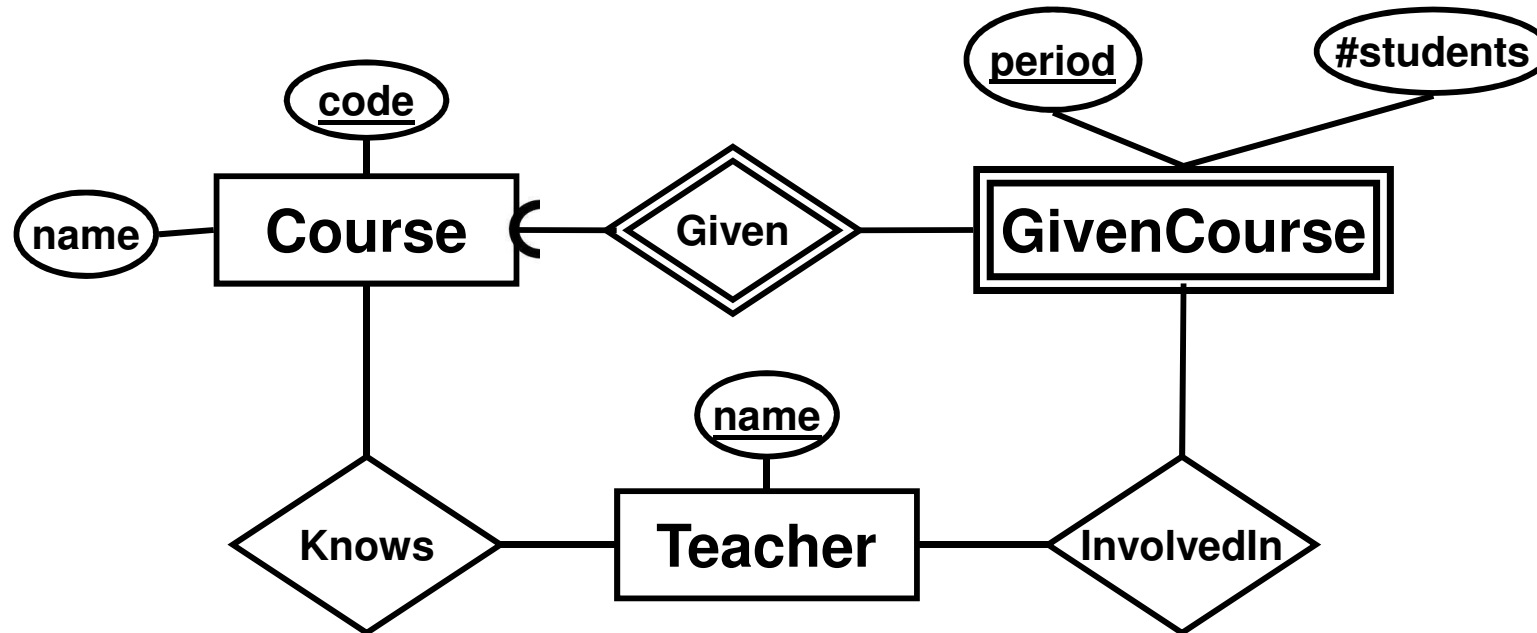 period
#students
code
name
Course
Given
GivenCourse
name
Knows
Teacher
InvolvedIn